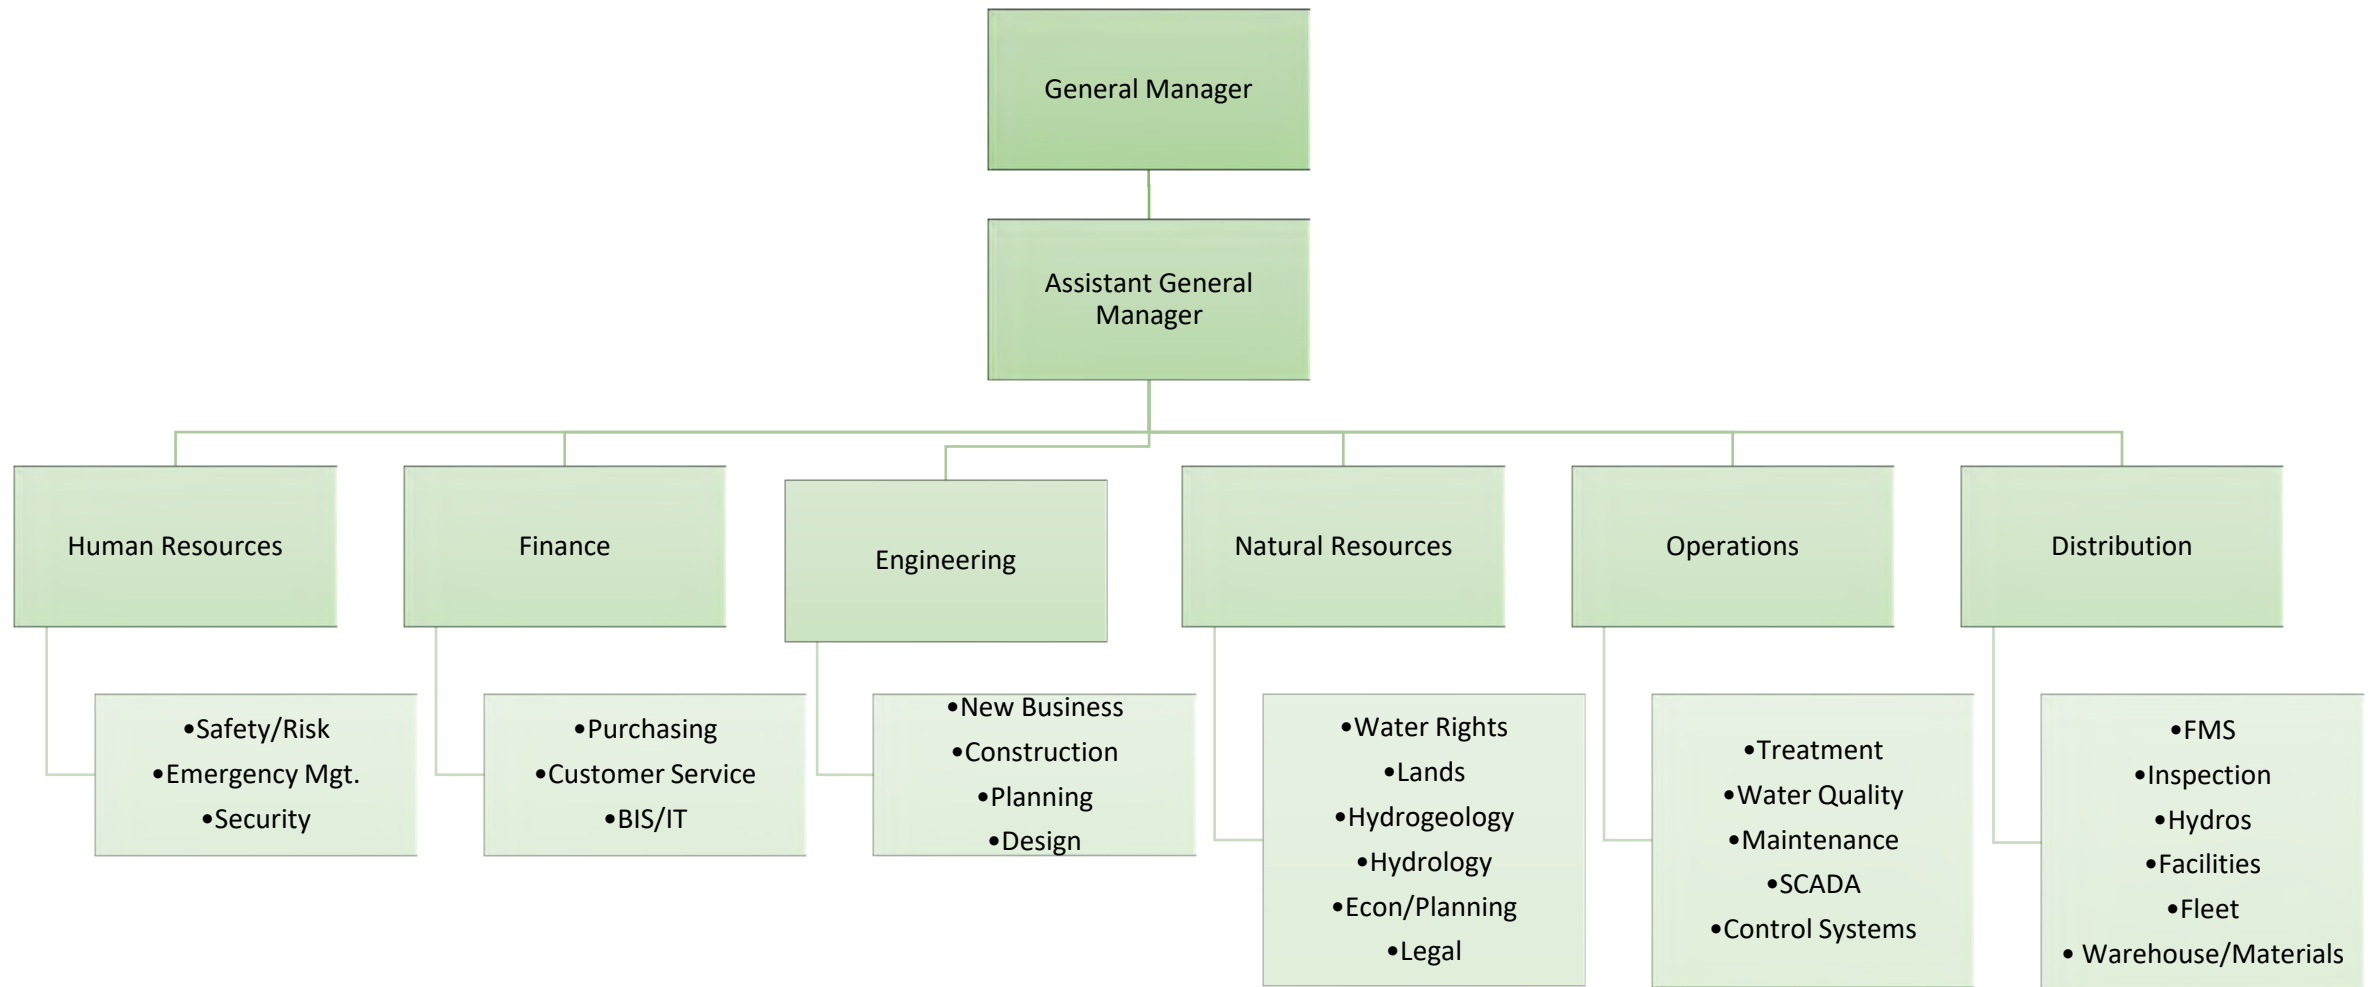 General Manager
Assistant General
Manager
Human Resources
Finance
Engineering
Natural Resources
Operations
Distribution
•Safety/Risk
•Emergency Mgt.
•Security
•Purchasing
•Customer Service
•BIS/IT
•New Business
•Construction
•Planning
•Design
•Water Rights
•Lands
•Hydrogeology
•Hydrology
•Econ/Planning
•Legal
•Treatment
•Water Quality
•Maintenance
•SCADA
•Control Systems
•FMS
•Inspection
•Hydros
•Facilities
•Fleet
• Warehouse/Materials